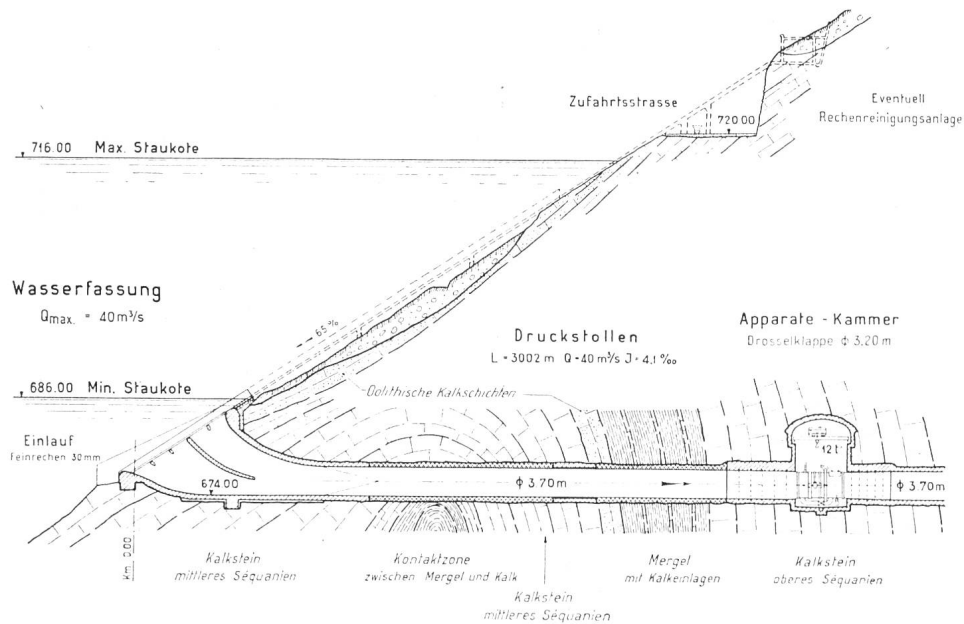 Zufahrtsstrasse
720.00
Eventuell
Rechenreinigungsanlage
716.00 Max. Staukote
Wasserfassung
Qmax. = 40 m³/s
65 %
Druckstollen
L = 3002 m Q = 40 m³/s J = 4,1 ‰
Apparate - Kammer
Drosselklappe ϕ 3,20 m
686.00 Min. Staukote
Oolithische Kalkschichten
Einlauf
Feinrechen 30mm
12 t
674.00
ϕ 3.70m
ϕ 3.70m
Km. 0.00
Kalkstein
mittleres Séquanien
Kontaktzone
zwischen Mergel und Kalk
Kalkstein
mittleres Séquanien
Mergel
mit Kalkeinlagen
Kalkstein
oberes Séquanien